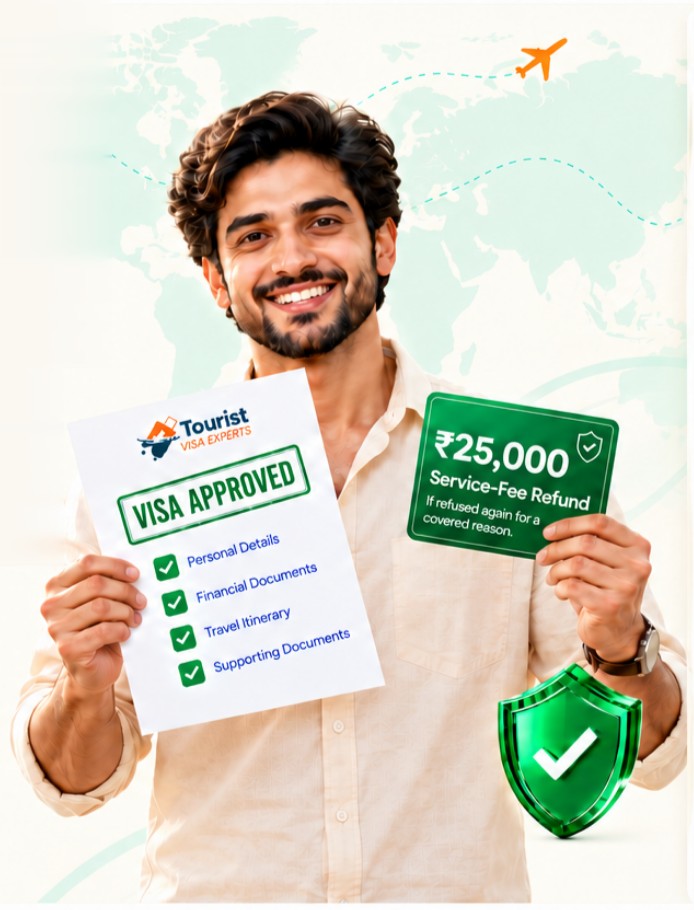 Tourist
VISA EXPERTS
VISA APPROVED
Personal Details
Financial Documents
Travel Itinerary
Supporting Documents
₹25,000
Service-Fee Refund
If refused again for a
covered reason.